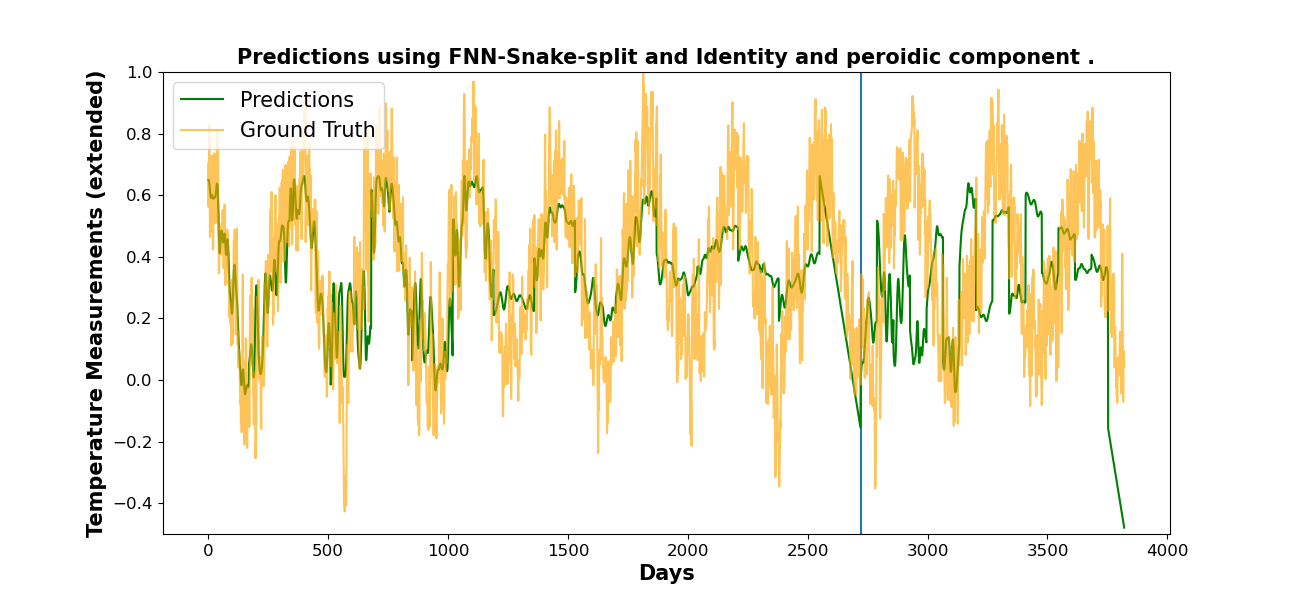 Predictions using FNN-Snake-split and Identity and peroidic component .
Temperature Measurements (extended)
1.0
0.8
0.6
0.4
0.2
0.0
−0.2
−0.4
Predictions
Ground Truth
0 500 1000 1500 2000 2500 3000 3500 4000
Days